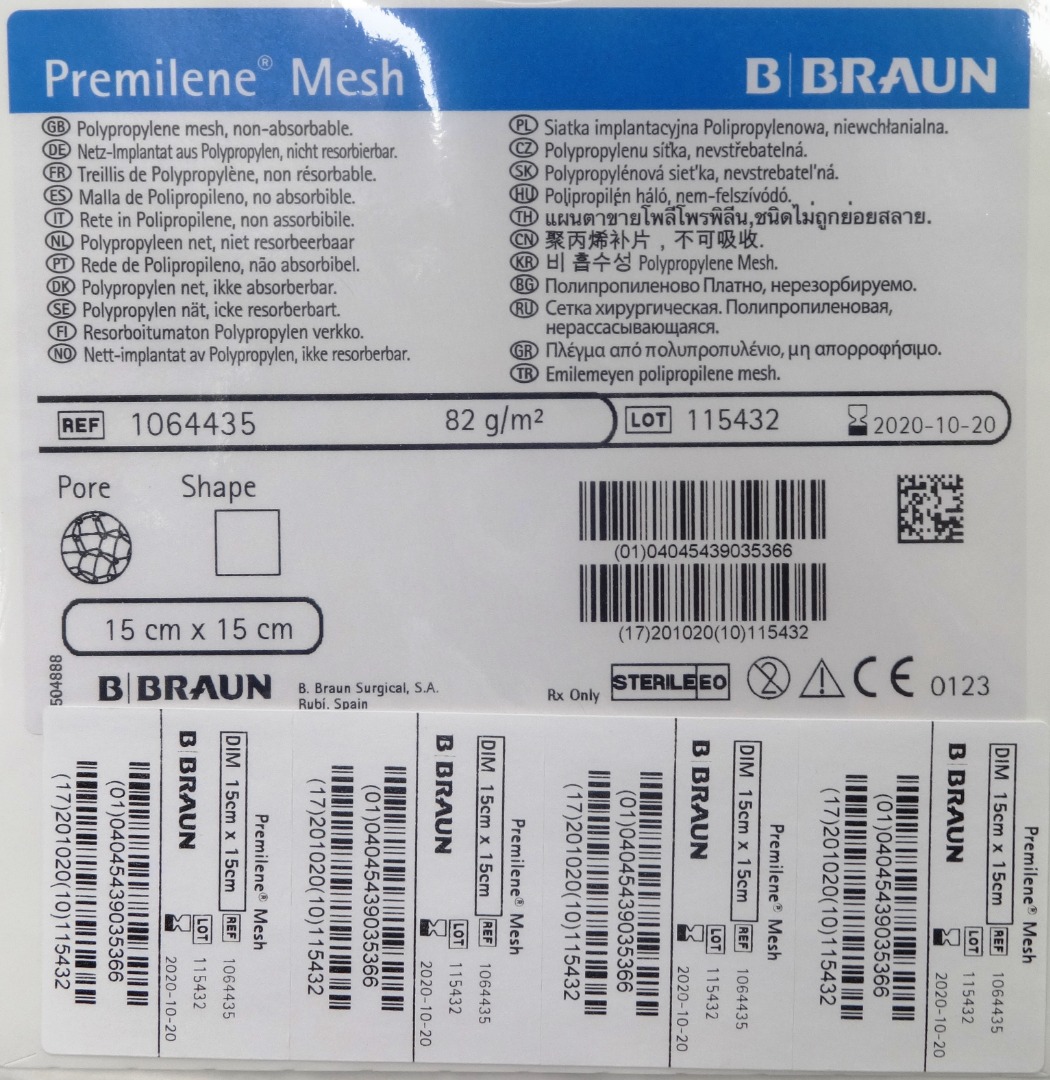 Premilene® Mesh
B|BRAUN
GB Polypropylene mesh, non-absorbable.
DE Netz-Implantat aus Polypropylen, nicht resorbierbar.
FR Treillis de Polypropylène, non résorbable.
ES Malla de Polipropileno, no absorbible.
IT Rete in Polipropilene, non assorbibile.
NL Polypropyleen net, niet resorbeerbaar
PT Rede de Polipropileno, não absorbibel.
DK Polypropylen net, ikke absorberbar.
SE Polypropylen nät, icke resorberbart.
FI Resorboitumaton Polypropylen verkko.
NO Nett-implantat av Polypropylen, ikke resorberbar.
PL Siatka implantacyjna Polipropylenowa, niewchłanialna.
CZ Polypropylenu síťka, nevstřebatelná.
SK Polypropylénová sieťka, nevstrebateľná.
HU Polipropilén háló, nem-felszívódó.
TH แผ่นตาข่ายโพลีโพรพิลีน,ชนิดไม่ถูกย่อยสลาย.
CN 聚丙烯补片，不可吸收.
KR 비 흡수성 Polypropylene Mesh.
BG Полипропиленово Платно, нерезорбируемо.
RU Сетка хирургическая. Полипропиленовая,
нерассасывающаяся.
GR Πλέγμα από πολυπροπυλένιο, μη απορροφήσιμο.
TR Emilemeyen polipropilene mesh.
REF 1064435 82 g/m²
LOT 115432 2020-10-20
Pore Shape
15 cm x 15 cm
(01)04045439035366
(17)201020(10)115432
504888
B|BRAUN
B. Braun Surgical, S.A.
Rubí. Spain
Rx Only
STERILE EO
2
CE 0123
Premilene® Mesh
DIM 15cm x 15cm REF 1064435
LOT 115432
B|BRAUN 2020-10-20
(01)04045439035366
(17)201020(10)115432
Premilene® Mesh
DIM 15cm x 15cm REF 1064435
LOT 115432
B|BRAUN 2020-10-20
(01)04045439035366
(17)201020(10)115432
Premilene® Mesh
DIM 15cm x 15cm REF 1064435
LOT 115432
B|BRAUN 2020-10-20
(01)04045439035366
(17)201020(10)115432
Premilene® Mesh
DIM 15cm x 15cm REF 1064435
LOT 115432
B|BRAUN 2020-10-20
(01)04045439035366
(17)201020(10)115432